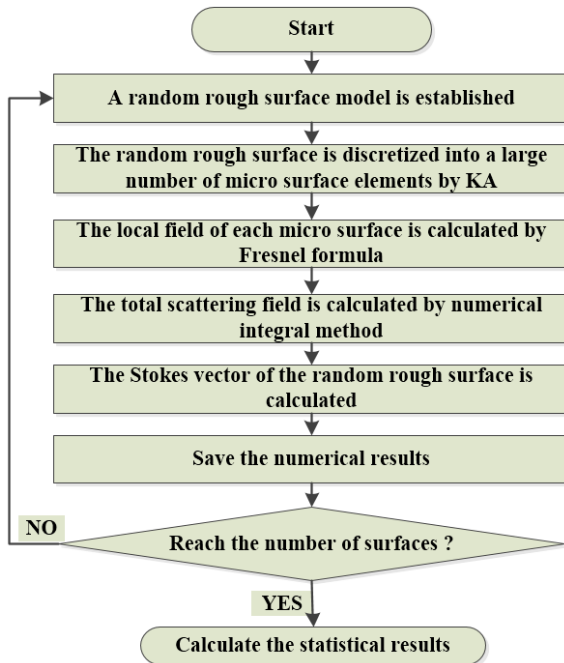 Start
A random rough surface model is established
The random rough surface is discretized into a large
number of micro surface elements by KA
The local field of each micro surface is calculated by
Fresnel formula
The total scattering field is calculated by numerical
integral method
The Stokes vector of the random rough surface is
calculated
Save the numerical results
NO
Reach the number of surfaces ?
YES
Calculate the statistical results